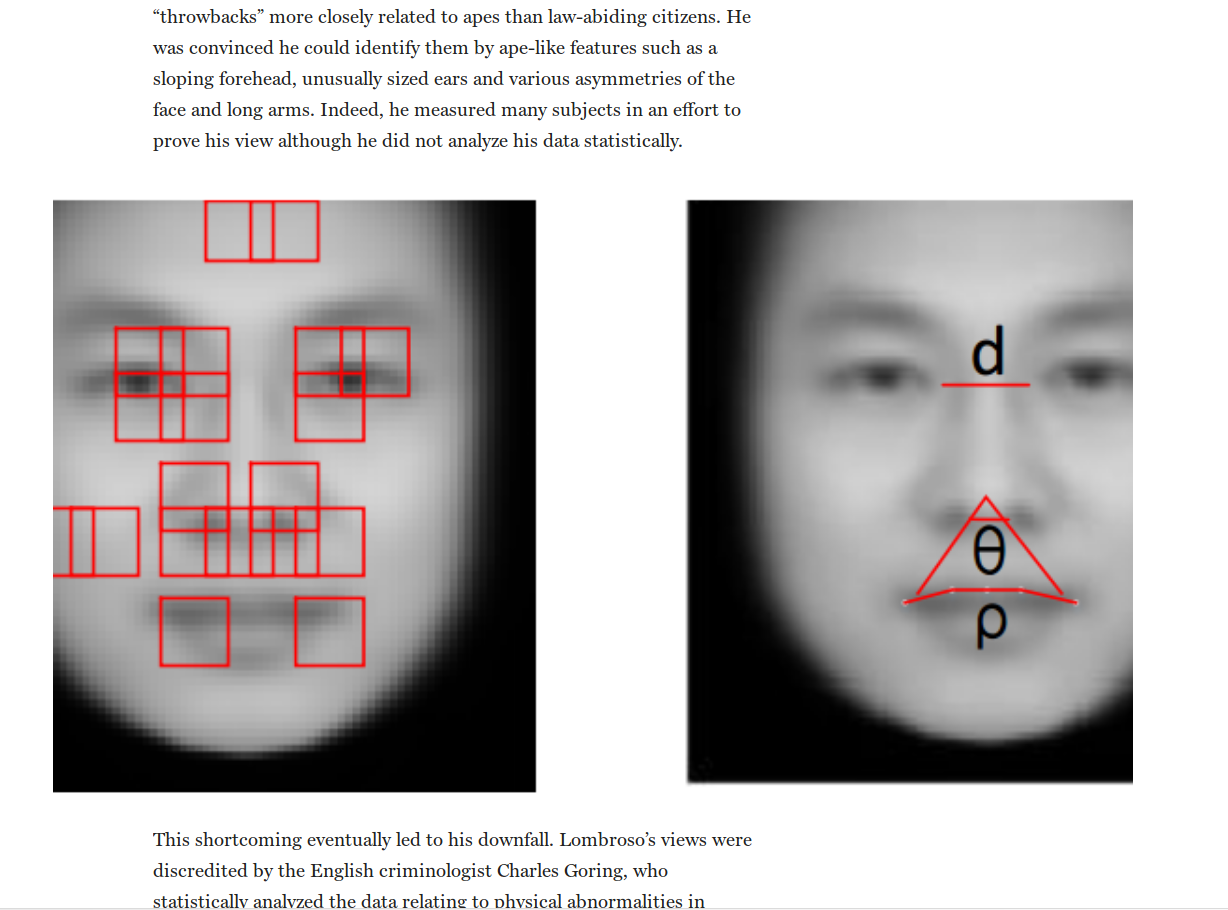 “throwbacks” more closely related to apes than law-abiding citizens. He
was convinced he could identify them by ape-like features such as a
sloping forehead, unusually sized ears and various asymmetries of the
face and long arms. Indeed, he measured many subjects in an effort to
prove his view although he did not analyze his data statistically.
d
θ
ρ
This shortcoming eventually led to his downfall. Lombroso’s views were
discredited by the English criminologist Charles Goring, who
statistically analyzed the data relating to physical abnormalities in